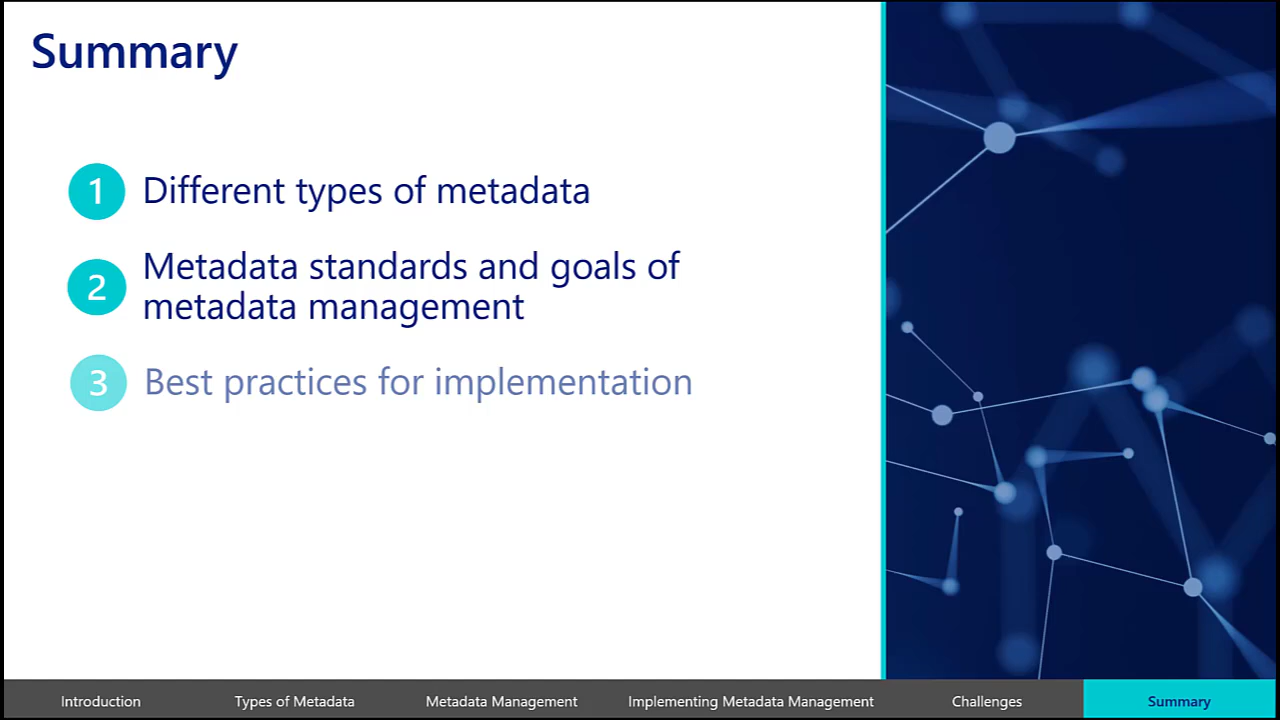 Summary
1 Different types of metadata
2 Metadata standards and goals of
metadata management
3 Best practices for implementation
Introduction Types of Metadata Metadata Management Implementing Metadata Management Challenges Summary